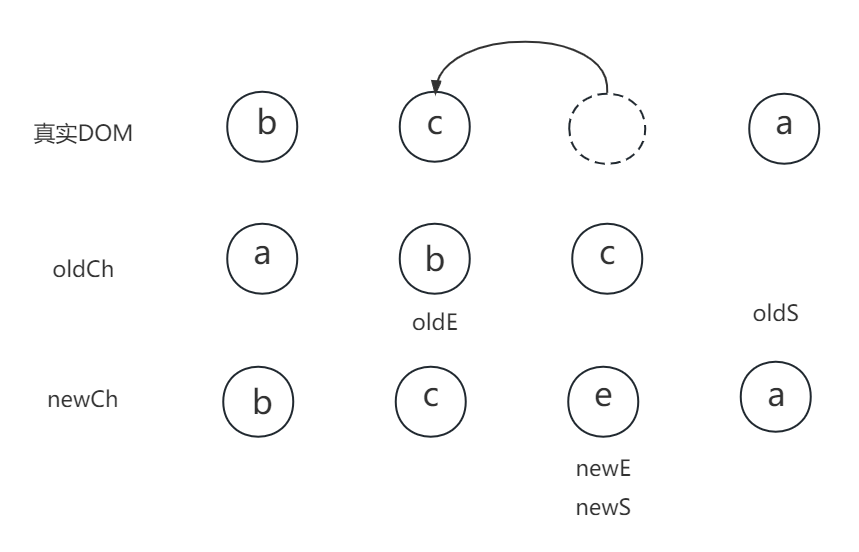 真实DOM b c a
oldCh a b c
oldE oldS
newCh b c e a
newE
newS